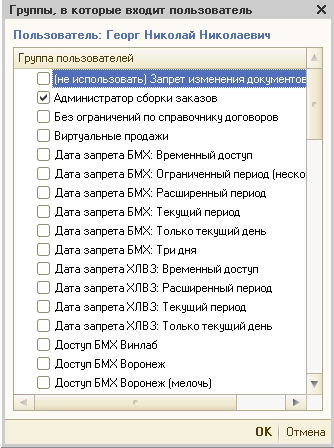 Группы, в которые входит пользователь
Пользователь: Георг Николай Николаевич
Группа пользователей
(не использовать) Запрет изменения документов
Администратор сборки заказов
Без ограничений по справочнику договоров
Виртуальные продажи
Дата запрета БМХ: Временный доступ
Дата запрета БМХ: Ограниченный период (неско
Дата запрета БМХ: Расширенный период
Дата запрета БМХ: Текущий период
Дата запрета БМХ: Только текущий день
Дата запрета БМХ: Три дня
Дата запрета ХЛВЗ: Временный доступ
Дата запрета ХЛВЗ: Расширенный период
Дата запрета ХЛВЗ: Текущий период
Дата запрета ХЛВЗ: Только текущий день
Доступ БМХ Винлаб
Доступ БМХ Воронеж
Доступ БМХ Воронеж (мелочь)
OK Отмена